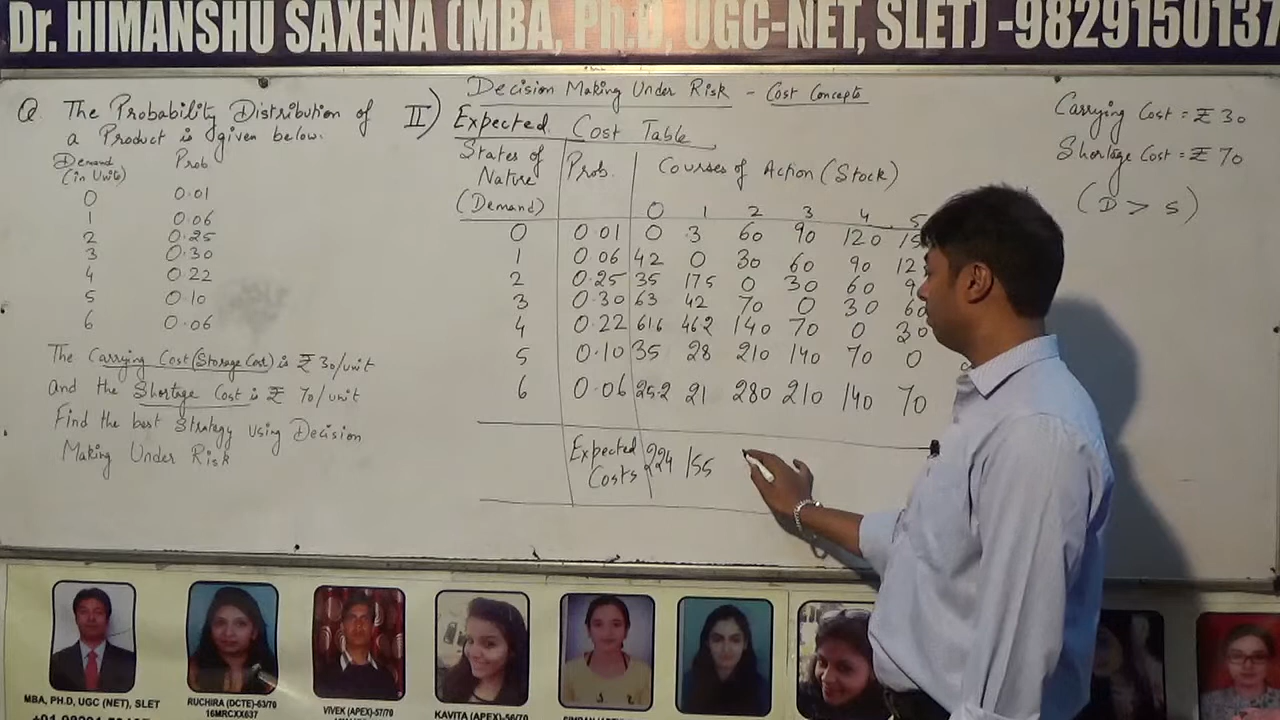 Dr. HIMANSHU SAXENA (MBA, Ph.D, UGC-NET, SLET) -9829150137
Decision Making Under Risk - Cost Concepts
Q. The Probability Distribution of
a Product is given below.
Demand Prob.
(in Units)
0 0.01
1 0.06
2 0.25
3 0.30
4 0.22
5 0.10
6 0.06
The Carrying Cost (Storage Cost) is ₹ 30/unit
and the Shortage Cost is ₹ 70/unit
Find the best Strategy using Decision
Making Under Risk
II) Expected Cost Table
States of Nature (Demand) Prob. Courses of Action (Stock)
0 1 2 3 4 5
0 0.01 0 .3 60 90 120 15
1 0.06 42 0 30 60 90 12
2 0.25 35 175 0 30 60 9
3 0.30 63 42 70 0 30 60
4 0.22 61.6 462 140 70 0 30
5 0.10 35 28 210 140 70 0
6 0.06 25.2 21 280 210 140 70
Expected Costs 224 155
Carrying Cost = ₹ 30
Shortage Cost = ₹ 70
(D > S)
MBA, PH.D, UGC (NET), SLET
RUCHIRA (DCTE)-63/70
16MRCXX637
VIVEK (APEX)-57/70
KAVITA (APEX)-56/70